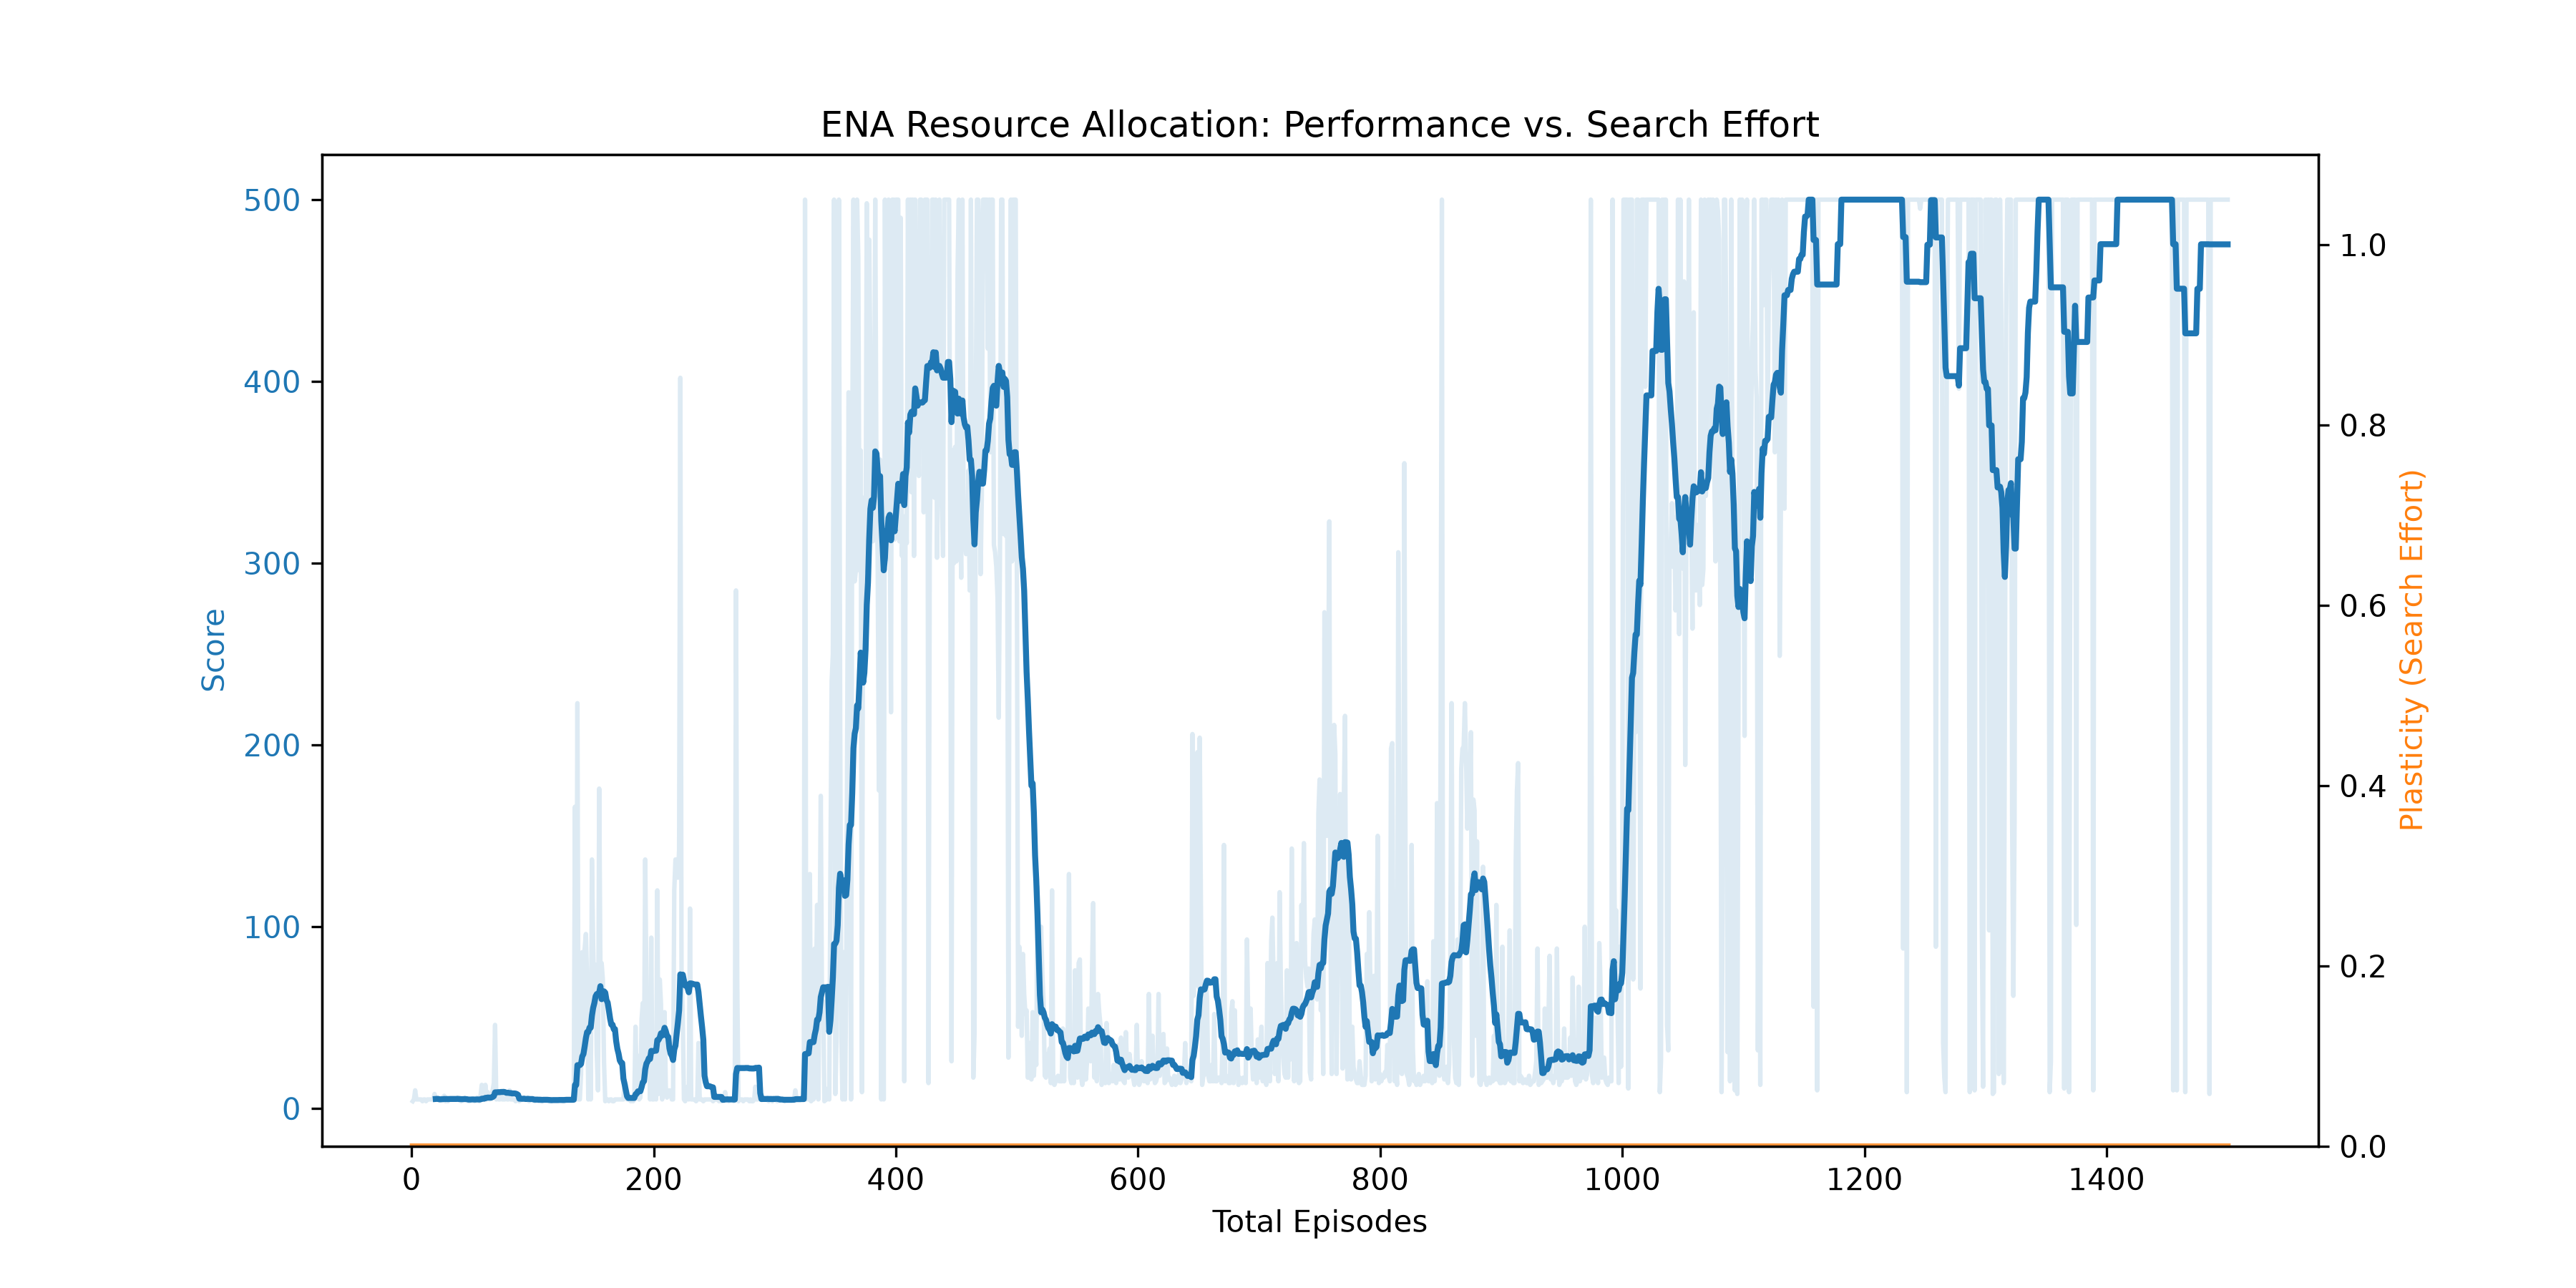 ENA Resource Allocation: Performance vs. Search Effort
500
400
300
200
100
0
Score
1.0
0.8
0.6
0.4
0.2
0.0
Plasticity (Search Effort)
0 200 400 600 800 1000 1200 1400
Total Episodes